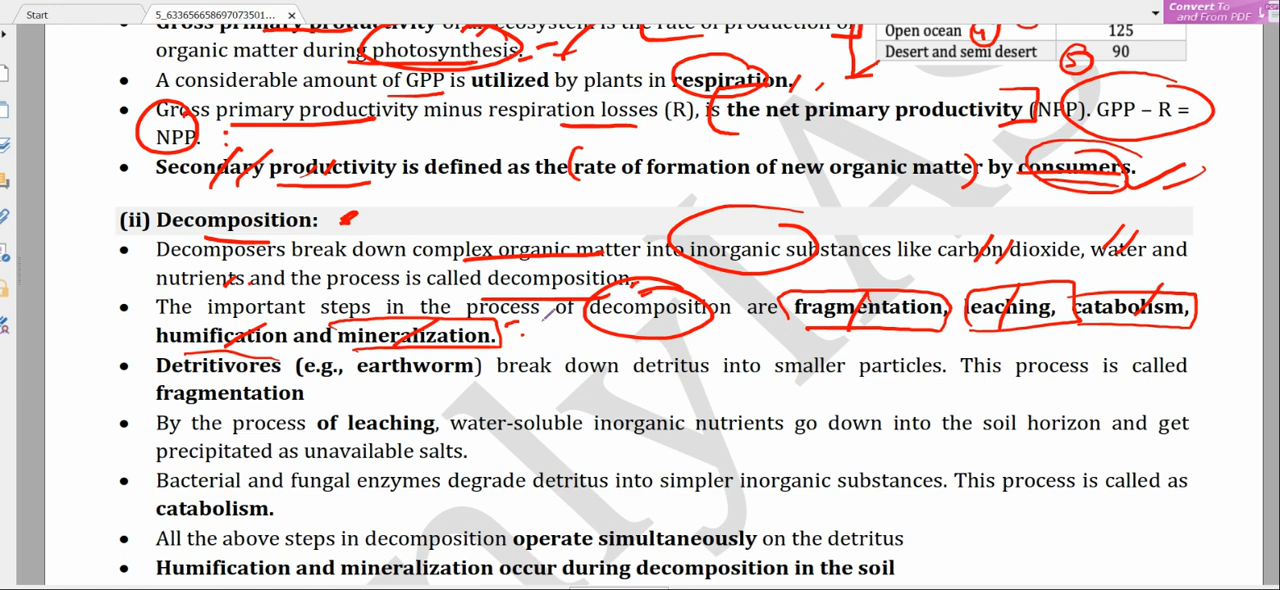 Start
5_633656658697073501...
×
Convert To
and From PDF
Gross primary productivity of an ecosystem is the rate of production of
organic matter during photosynthesis.
• A considerable amount of GPP is utilized by plants in respiration.
• Gross primary productivity minus respiration losses (R), is the net primary productivity (NPP). GPP – R =
NPP.
• Secondary productivity is defined as the rate of formation of new organic matter by consumers.
Open ocean 4 125
Desert and semi desert 5 90
(ii) Decomposition:
• Decomposers break down complex organic matter into inorganic substances like carbon dioxide, water and
nutrients and the process is called decomposition.
• The important steps in the process of decomposition are fragmentation, leaching, catabolism,
humification and mineralization.
• Detritivores (e.g., earthworm) break down detritus into smaller particles. This process is called
fragmentation
• By the process of leaching, water-soluble inorganic nutrients go down into the soil horizon and get
precipitated as unavailable salts.
• Bacterial and fungal enzymes degrade detritus into simpler inorganic substances. This process is called as
catabolism.
• All the above steps in decomposition operate simultaneously on the detritus
• Humification and mineralization occur during decomposition in the soil